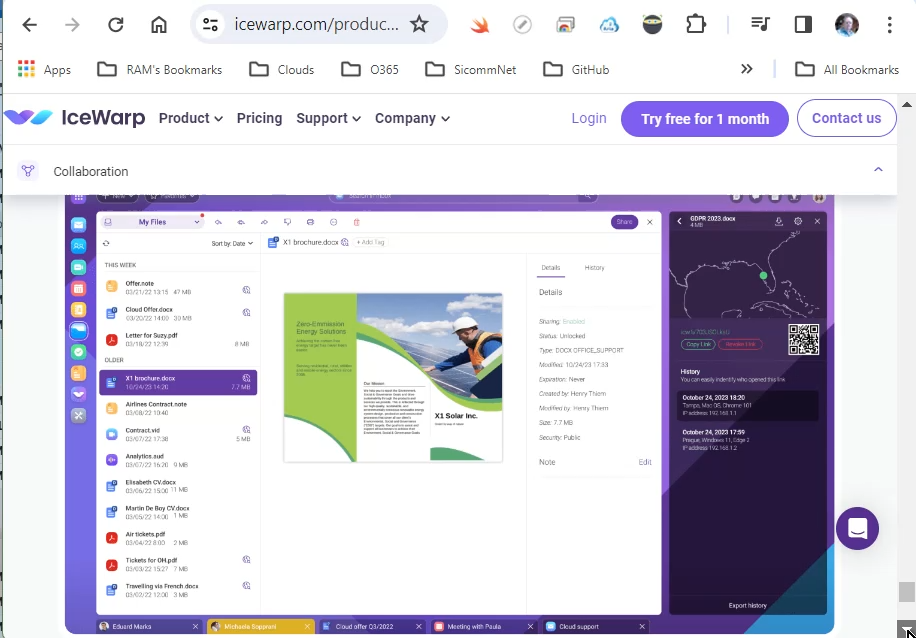 icewarp.com/produc...
Apps
RAM's Bookmarks
Clouds
O365
SicommNet
GitHub
All Bookmarks
IceWarp
Product
Pricing
Support
Company
Login
Try free for 1 month
Contact us
Collaboration
My Files
Share
GDPR 2023.docx
4 MB
Sort by: Date
X1 brochure.docx
+ Add Tag
THIS WEEK
Offer.note
03/21/22 13:15 47 MB
Cloud Offer.docx
03/20/22 14:00 30 MB
Letter for Suzy.pdf
03/18/22 12:39 8 MB
OLDER
X1 brochure.docx
10/24/23 14:20 7.7 MB
Airlines Contract.note
03/08/22 10:40
Contract.vid
03/07/22 17:38 5 MB
Analytics.aud
03/07/22 16:20 9 MB
Elisabeth CV.docx
03/06/22 15:00 11 MB
Martin De Boy CV.docx
03/05/22 14:00 1 MB
Air tickets.pdf
03/04/22 8:00 2 MB
Tickets for OH.pdf
03/03/22 15:27 7 MB
Travelling via French.docx
03/02/22 12:00 3 MB
Zero-Emmission
Energy Solutions
Our Mission
X1 Solar Inc.
Details
History
Details
Sharing: Enabled
Status: Unlocked
Type: DOCX OFFICE_SUPPORT
Modified: 10/24/23 17:33
Expiration: Never
Created by: Henry Thiem
Modified by: Henry Thiem
Size: 7.7 MB
Security: Public
Note
Edit
Copy Link
Revoke Link
History
You can easily indentify who opened this link
October 24, 2023 18:20
Tampa, Mac OS, Chrome 101
IP address 192.168.1.1
October 24, 2023 17:59
Prague, Windows 11, Edge 2
IP address 192.168.1.2
Export history
Eduard Marks
Michaela Soprani
Cloud offer Q3/2022
Meeting with Paula
Cloud support